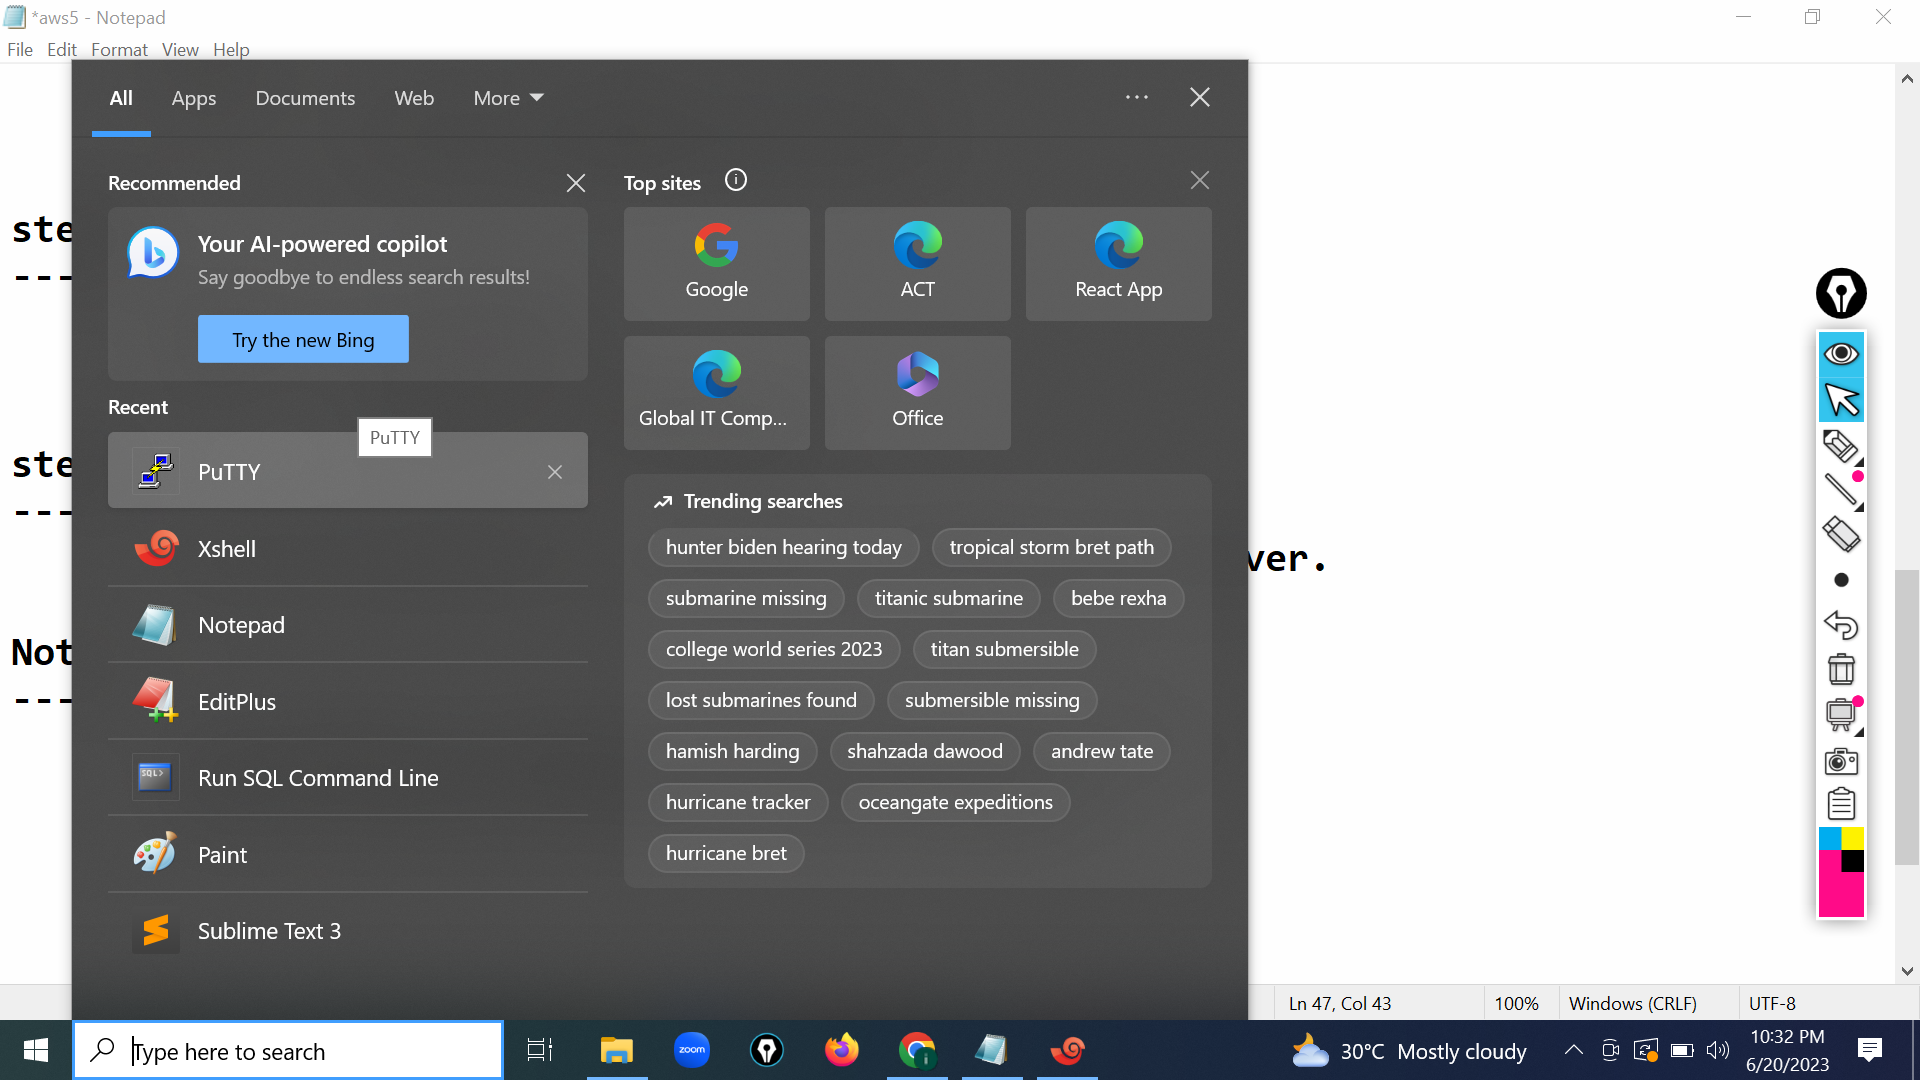 *aws5 - Notepad
File Edit Format View Help
All Apps Documents Web More
Recommended
Your AI-powered copilot
Say goodbye to endless search results!
Try the new Bing
Recent
PuTTY
PuTTY
Xshell
Notepad
EditPlus
SQL>
Run SQL Command Line
Paint
Sublime Text 3
Top sites
Google
ACT
React App
Global IT Comp...
Office
Trending searches
hunter biden hearing today
tropical storm bret path
submarine missing
titanic submarine
bebe rexha
college world series 2023
titan submersible
lost submarines found
submersible missing
hamish harding
shahzada dawood
andrew tate
hurricane tracker
oceangate expeditions
hurricane bret
ste
---
ste
---
ver.
Not
---
Ln 47, Col 43
100%
Windows (CRLF)
UTF-8
Type here to search
zoom
30°C Mostly cloudy
10:32 PM
6/20/2023